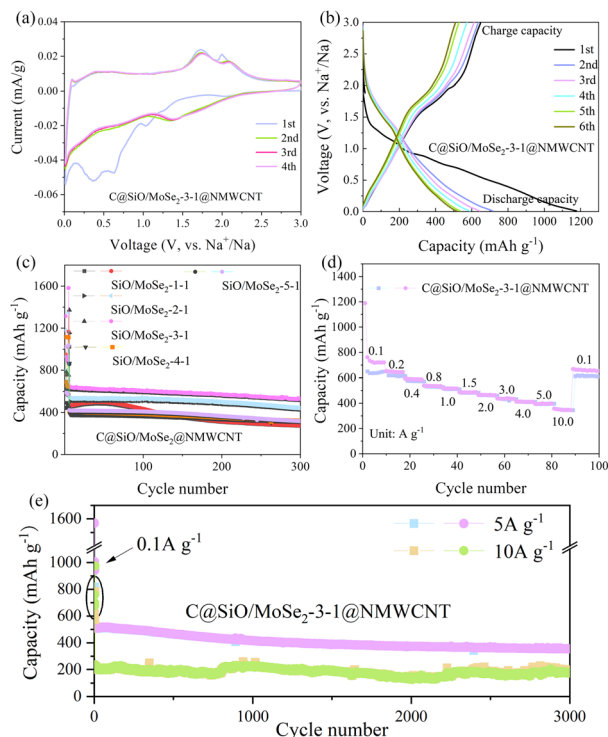 (a)
0.04
0.02
0.00
-0.02
-0.04
-0.06
Current (mA/g)
1st
2nd
3rd
4th
C@SiO/MoSe₂-3-1@NMWCNT
0.0 0.5 1.0 1.5 2.0 2.5 3.0
Voltage (V, vs. Na⁺/Na)
(b)
3.0
2.5
2.0
1.5
1.0
0.5
0.0
Voltage (V, vs. Na⁺/Na)
Charge capacity
1st
2nd
3rd
4th
5th
6th
C@SiO/MoSe₂-3-1@NMWCNT
Discharge capacity
0 200 400 600 800 1000 1200
Capacity (mAh g⁻¹)
(c)
1600
1200
800
400
Capacity (mAh g⁻¹)
SiO/MoSe₂-1-1
SiO/MoSe₂-5-1
SiO/MoSe₂-2-1
SiO/MoSe₂-3-1
SiO/MoSe₂-4-1
C@SiO/MoSe₂@NMWCNT
100 200 300
Cycle number
(d)
1400
1200
1000
800
600
400
200
0
Capacity (mAh g⁻¹)
C@SiO/MoSe₂-3-1@NMWCNT
0.1
0.2
0.4
0.8
1.0
1.5
2.0
3.0
4.0
5.0
10.0
0.1
Unit: A g⁻¹
0 20 40 60 80 100
Cycle number
(e)
1600
1000
800
600
400
200
0
Capacity (mAh g⁻¹)
0.1A g⁻¹
5A g⁻¹
10A g⁻¹
C@SiO/MoSe₂-3-1@NMWCNT
0 1000 2000 3000
Cycle number